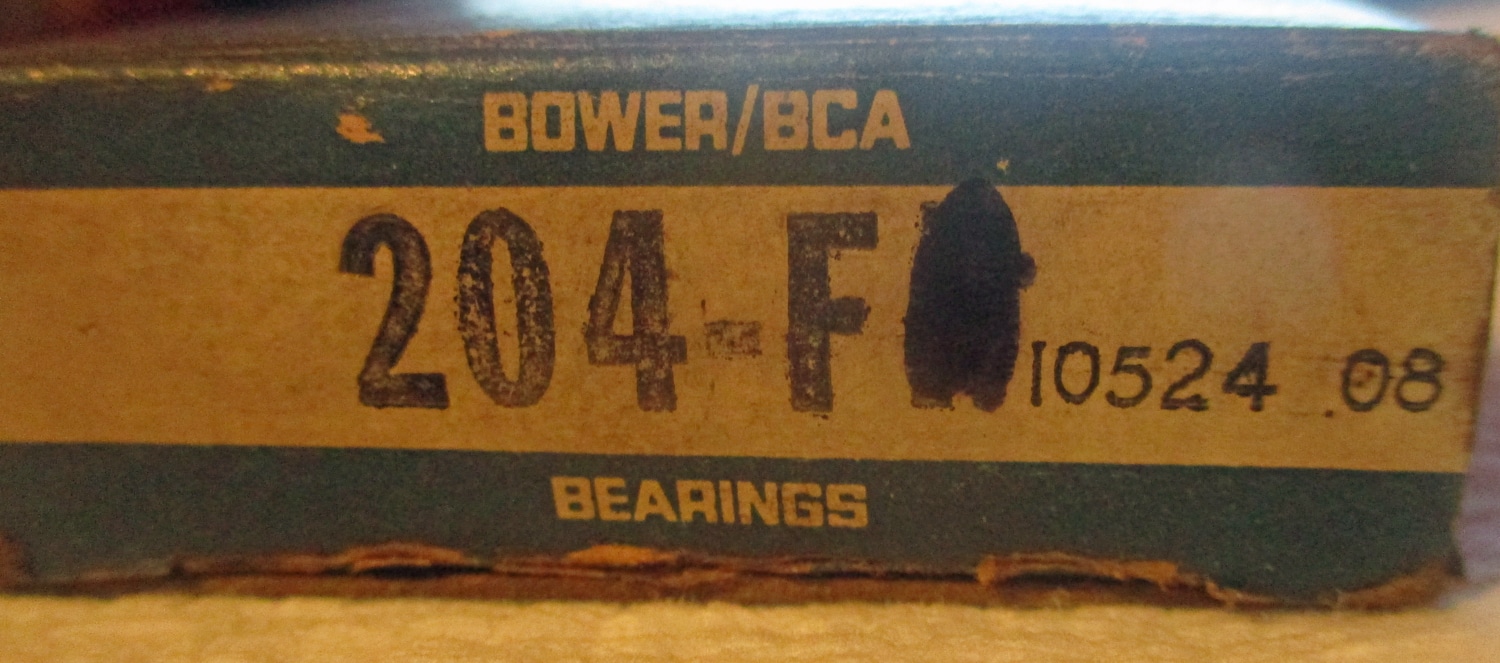 BOWER/BCA
204-F 10524 08
BEARINGS